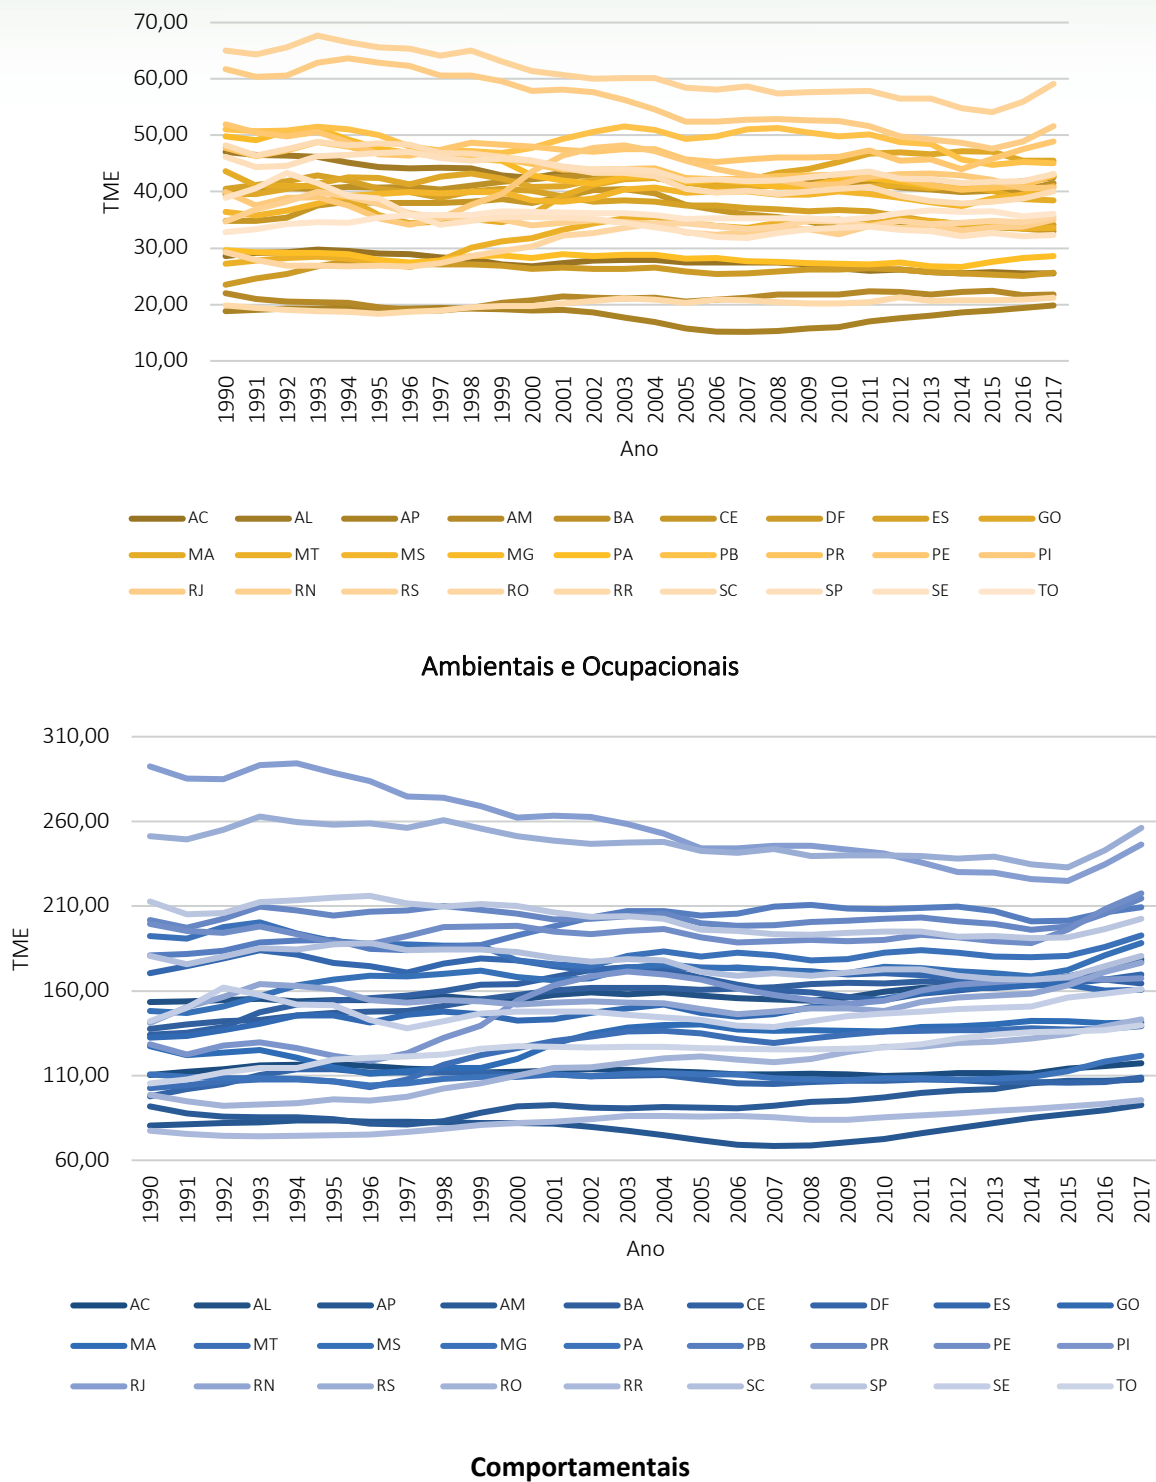 70,00
60,00
50,00
40,00
30,00
20,00
10,00
TME
1990 1991 1992 1993 1994 1995 1996 1997 1998 1999 2000 2001 2002 2003 2004 2005 2006 2007 2008 2009 2010 2011 2012 2013 2014 2015 2016 2017
Ano
AC AL AP AM BA CE DF ES GO
MA MT MS MG PA PB PR PE PI
RJ RN RS RO RR SC SP SE TO
Ambientais e Ocupacionais
310,00
260,00
210,00
160,00
110,00
60,00
TME
1990 1991 1992 1993 1994 1995 1996 1997 1998 1999 2000 2001 2002 2003 2004 2005 2006 2007 2008 2009 2010 2011 2012 2013 2014 2015 2016 2017
Ano
AC AL AP AM BA CE DF ES GO
MA MT MS MG PA PB PR PE PI
RJ RN RS RO RR SC SP SE TO
Comportamentais